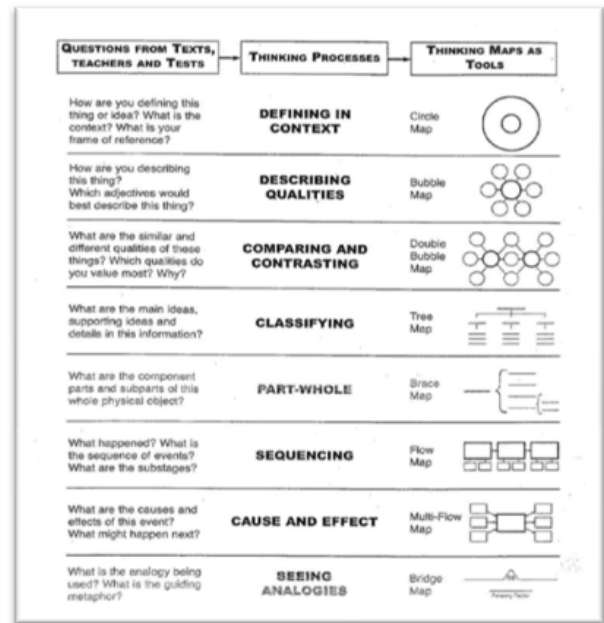 QUESTIONS FROM TEXTS,
TEACHERS AND TESTS
THINKING PROCESSES
THINKING MAPS AS
TOOLS
How are you defining this
thing or idea? What is the
context? What is your
frame of reference?
DEFINING IN
CONTEXT
Circle
Map
How are you describing
this thing?
Which adjectives would
best describe this thing?
DESCRIBING
QUALITIES
Bubble
Map
What are the similar and
different qualities of these
things? Which qualities do
you value most? Why?
COMPARING AND
CONTRASTING
Double
Bubble
Map
What are the main ideas,
supporting ideas and
details in this information?
CLASSIFYING
Tree
Map
What are the component
parts and subparts of this
whole physical object?
PART-WHOLE
Brace
Map
What happened? What is
the sequence of events?
What are the substages?
SEQUENCING
Flow
Map
What are the causes and
effects of this event?
What might happen next?
CAUSE AND EFFECT
Multi-Flow
Map
What is the analogy being
used? What is the guiding
metaphor?
SEEING
ANALOGIES
Bridge
Map